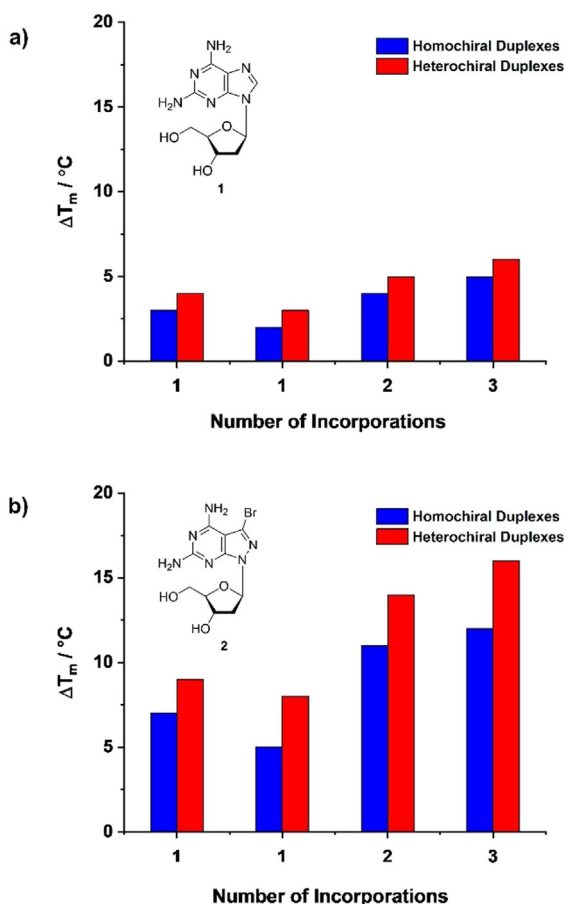 a)
20
15
10
5
0
ΔTₘ / °C
NH₂
N
N
H₂N
N
N
HO
O
HO
1
Homochiral Duplexes
Heterochiral Duplexes
1 1 2 3
Number of Incorporations
b)
20
15
10
5
0
ΔTₘ / °C
NH₂
Br
N
N
H₂N
N
N
HO
O
HO
2
Homochiral Duplexes
Heterochiral Duplexes
1 1 2 3
Number of Incorporations